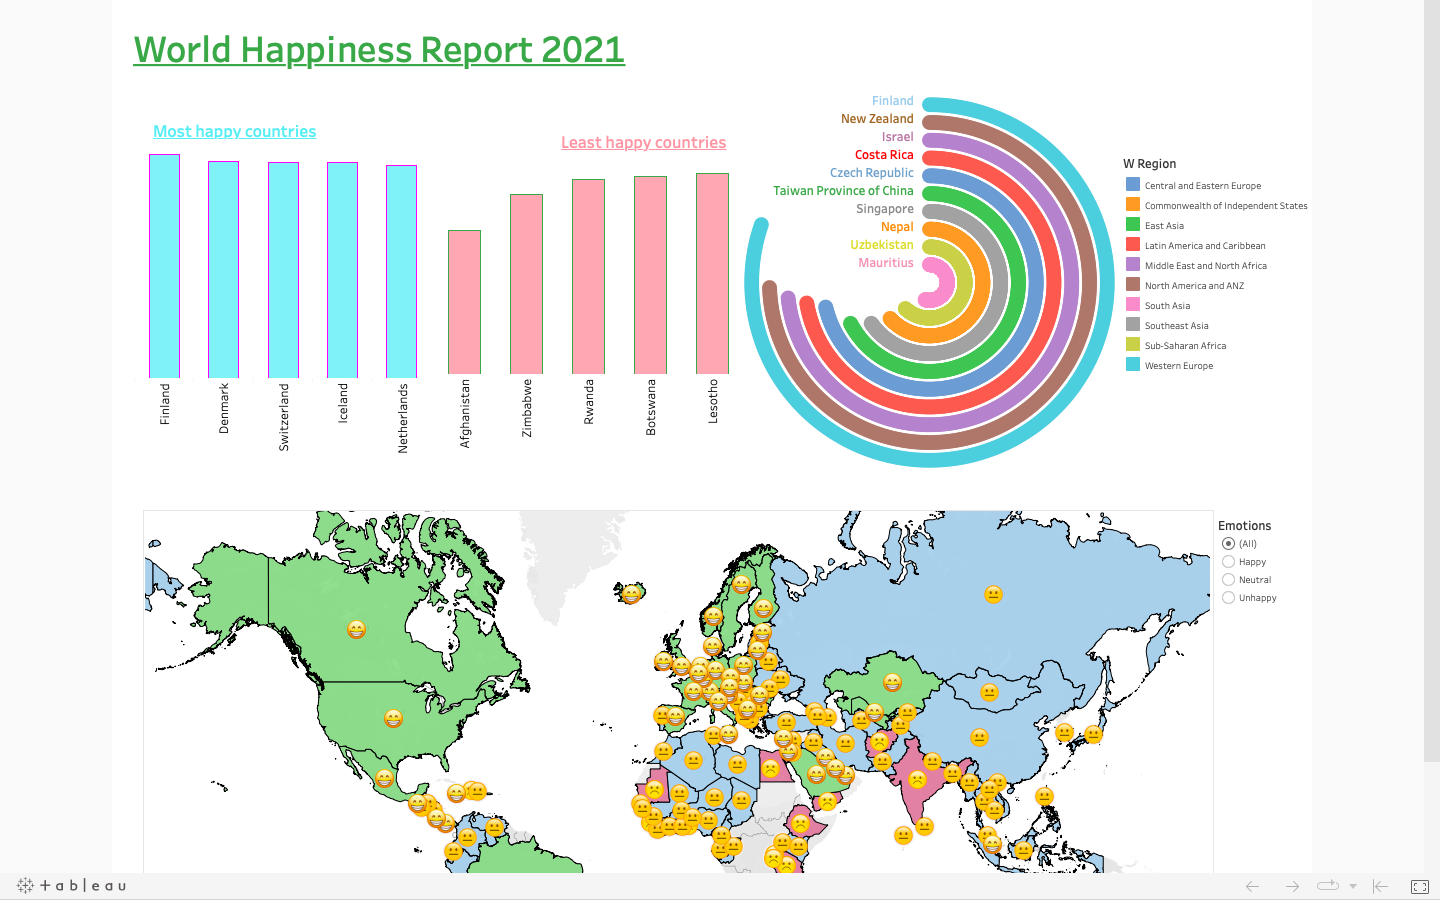 World Happiness Report 2021
Most happy countries
Least happy countries
Finland
Denmark
Switzerland
Iceland
Netherlands
Afghanistan
Zimbabwe
Rwanda
Botswana
Lesotho
Finland
New Zealand
Israel
Costa Rica
Czech Republic
Taiwan Province of China
Singapore
Nepal
Uzbekistan
Mauritius
W Region
Central and Eastern Europe
Commonwealth of Independent States
East Asia
Latin America and Caribbean
Middle East and North Africa
North America and ANZ
South Asia
Southeast Asia
Sub-Saharan Africa
Western Europe
Emotions
(All)
Happy
Neutral
Unhappy
+ableau